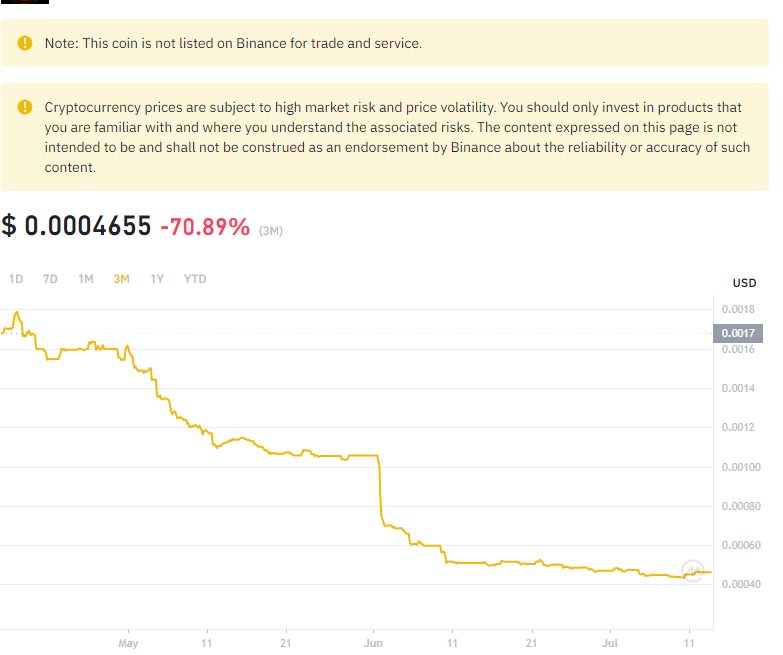 Note: This coin is not listed on Binance for trade and service.
Cryptocurrency prices are subject to high market risk and price volatility. You should only invest in products that
you are familiar with and where you understand the associated risks. The content expressed on this page is not
intended to be and shall not be construed as an endorsement by Binance about the reliability or accuracy of such
content.
$ 0.0004655 -70.89% (3M)
1D 7D 1M 3M 1Y YTD
USD
0.0018
0.0017
0.0016
0.0014
0.0012
0.00100
0.00080
0.00060
0.00040
May 11 21 Jun 11 21 Jul 11